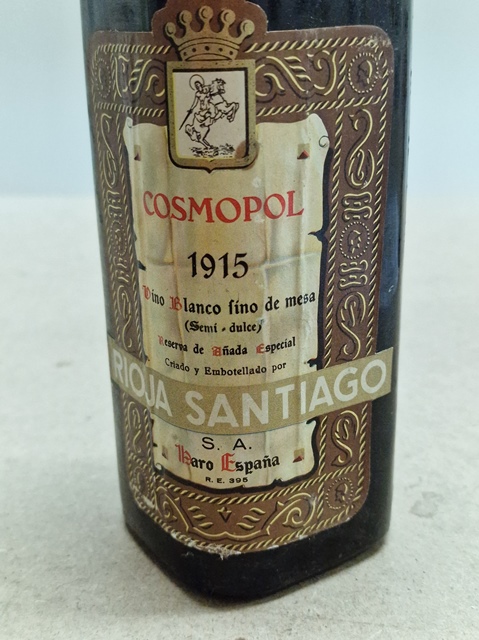 COSMOPOL
1915
Vino Blanco fino de mesa
(Semi-dulce)
Reserva de Añada Especial
Criado y Embotellado por
RIOJA SANTIAGO
S. A.
Haro España
R. E. 395